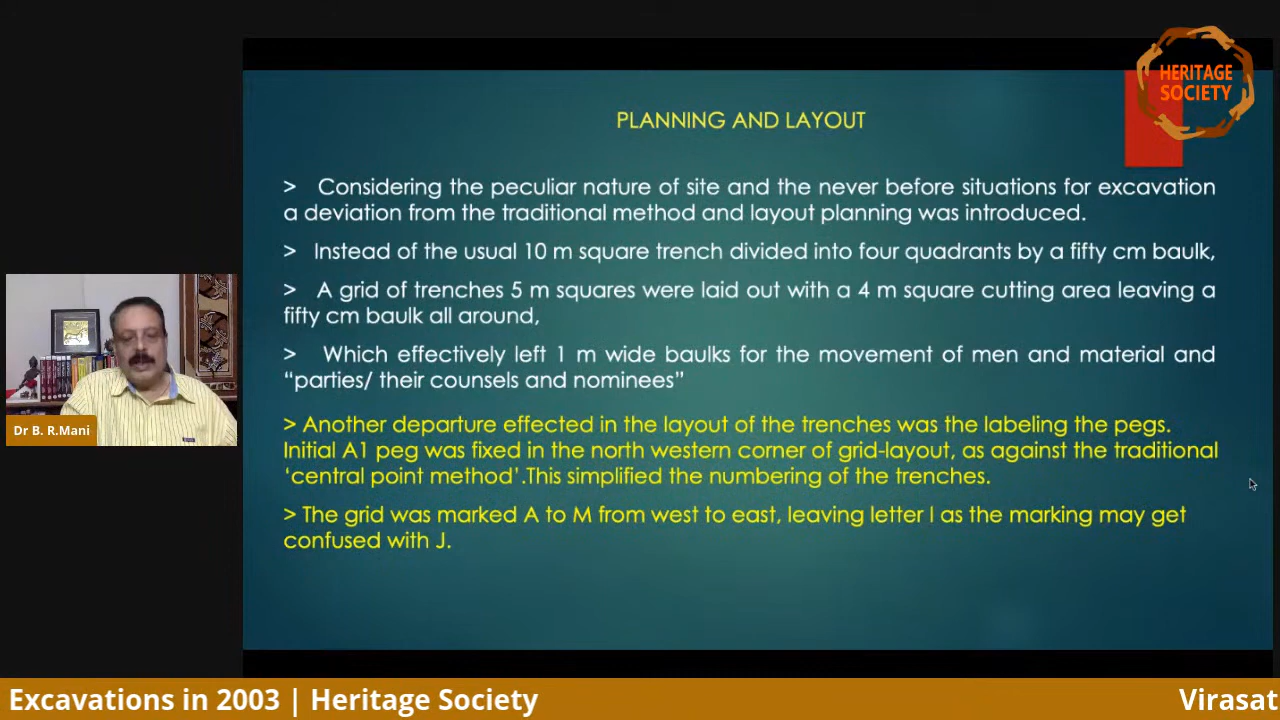 HERITAGE
SOCIETY
PLANNING AND LAYOUT
> Considering the peculiar nature of site and the never before situations for excavation
a deviation from the traditional method and layout planning was introduced.
> Instead of the usual 10 m square trench divided into four quadrants by a fifty cm baulk,
> A grid of trenches 5 m squares were laid out with a 4 m square cutting area leaving a
fifty cm baulk all around,
> Which effectively left 1 m wide baulks for the movement of men and material and
“parties/ their counsels and nominees”
> Another departure effected in the layout of the trenches was the labeling the pegs.
Initial A1 peg was fixed in the north western corner of grid-layout, as against the traditional
‘central point method’.This simplified the numbering of the trenches.
> The grid was marked A to M from west to east, leaving letter I as the marking may get
confused with J.
Dr B. R.Mani
Excavations in 2003 | Heritage Society
Virasat